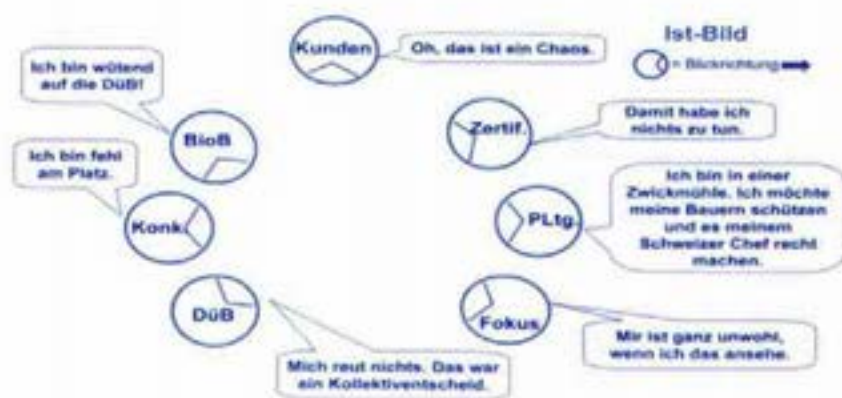 Ist-Bild
= Blickrichtung
Kunden
Oh, das ist ein Chaos.
Ich bin wütend
auf die DüB!
BioB
Zertif.
Damit habe ich
nichts zu tun.
Ich bin fehl
am Platz.
Konk.
PLtg.
Ich bin in einer
Zwickmühle. Ich möchte
meine Bauern schützen
und es meinem
Schweizer Chef recht
machen.
DüB
Fokus
Mich reut nichts. Das war
ein Kollektiventscheid.
Mir ist ganz unwohl,
wenn ich das ansehe.